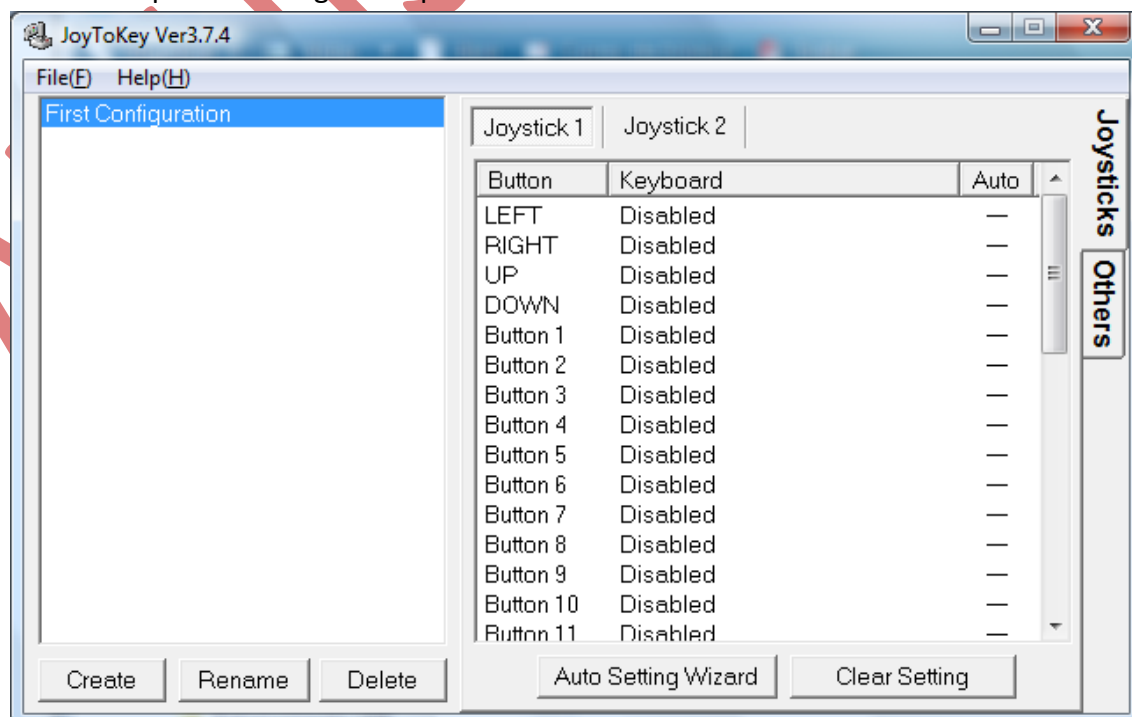 JoyToKey Ver3.7.4
File(F) Help(H)
First Configuration
Joystick 1 Joystick 2
Button Keyboard Auto
LEFT Disabled —
RIGHT Disabled —
UP Disabled —
DOWN Disabled —
Button 1 Disabled —
Button 2 Disabled —
Button 3 Disabled —
Button 4 Disabled —
Button 5 Disabled —
Button 6 Disabled —
Button 7 Disabled —
Button 8 Disabled —
Button 9 Disabled —
Button 10 Disabled —
Button 11 Disabled —
Joysticks
Others
Create Rename Delete
Auto Setting Wizard Clear Setting